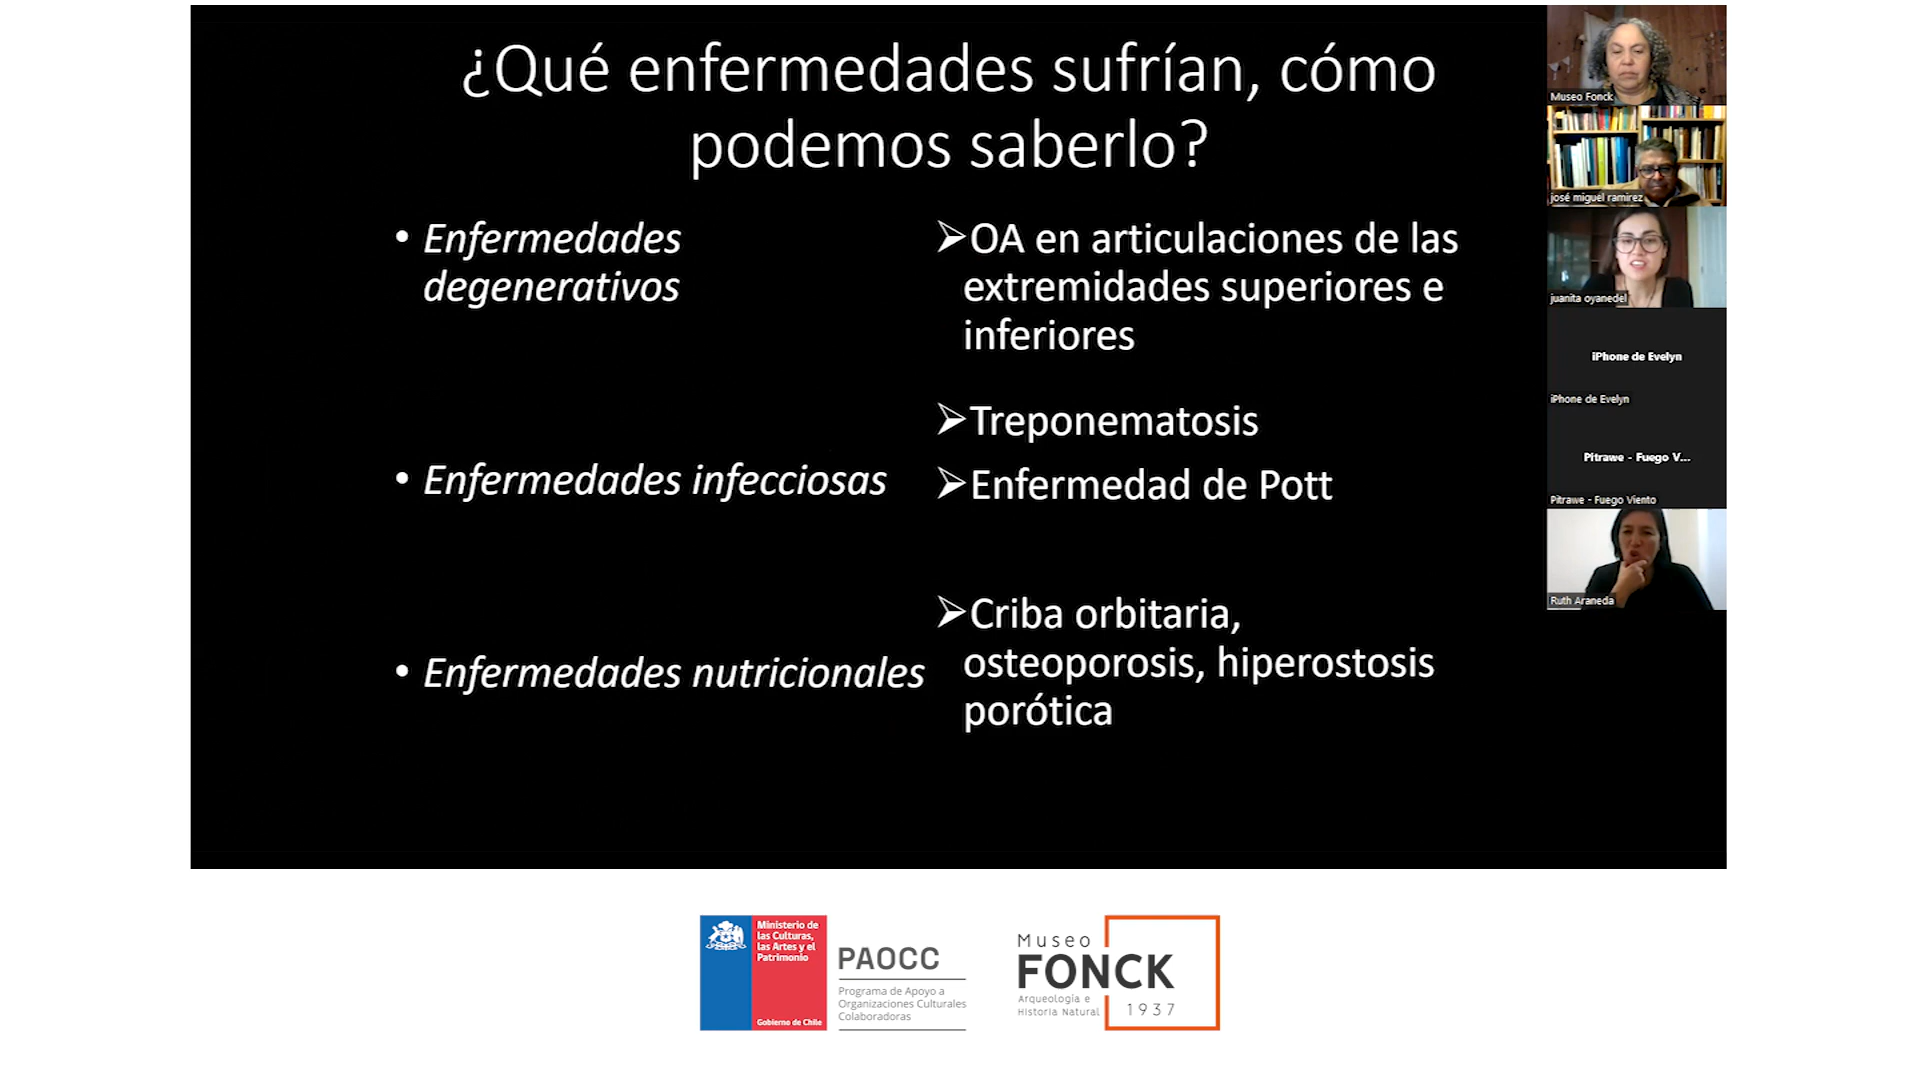 ¿Qué enfermedades sufrían, cómo
podemos saberlo?
• Enfermedades
degenerativos
➢OA en articulaciones de las
extremidades superiores e
inferiores
• Enfermedades infecciosas
➢Treponematosis
➢Enfermedad de Pott
• Enfermedades nutricionales
➢Criba orbitaria,
osteoporosis, hiperostosis
porótica
Museo Fonck
josé miguel ramirez
juanita oyanedel
iPhone de Evelyn
iPhone de Evelyn
Pitrawe - Fuego V...
Pitrawe - Fuego Viento
Ruth Araneda
Ministerio de
las Culturas,
las Artes y el
Patrimonio
Gobierno de Chile
PAOCC
Programa de Apoyo a
Organizaciones Culturales
Colaboradoras
Museo
FONCK
Arqueología e
Historia Natural
1937